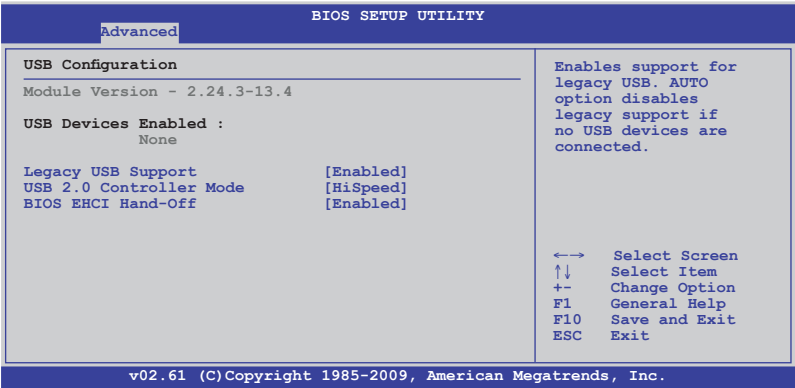 BIOS SETUP UTILITY
Advanced
USB Configuration
Module Version - 2.24.3-13.4
USB Devices Enabled :
None
Legacy USB Support [Enabled]
USB 2.0 Controller Mode [HiSpeed]
BIOS EHCI Hand-Off [Enabled]
Enables support for
legacy USB. AUTO
option disables
legacy support if
no USB devices are
connected.
←→ Select Screen
↑↓ Select Item
+- Change Option
F1 General Help
F10 Save and Exit
ESC Exit
v02.61 (C)Copyright 1985-2009, American Megatrends, Inc.